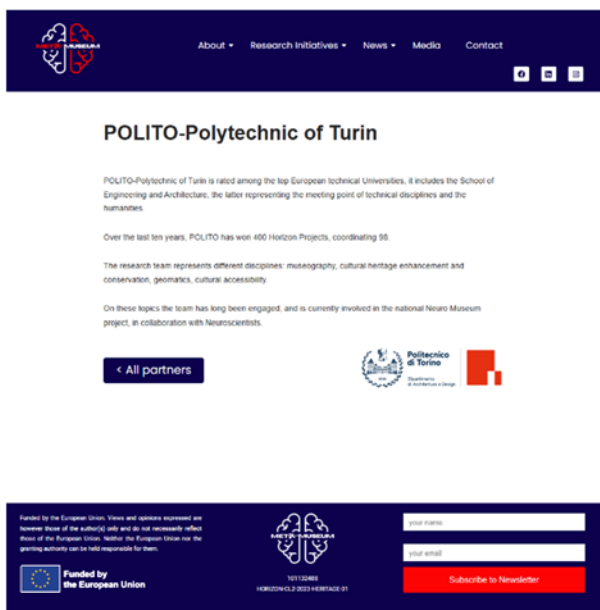 META-MUSEUM
About
Research Initiatives
News
Media
Contact
POLITO-Polytechnic of Turin
POLITO-Polytechnic of Turin is rated among the top European technical Universities, it includes the School of
Engineering and Architecture, the latter representing the meeting point of technical disciplines and the
humanities.
Over the last ten years, POLITO has won 400 Horizon Projects, coordinating 98.
The research team represents different disciplines: museography, cultural heritage enhancement and
conservation, geomatics, cultural accessibility.
On these topics the team has long been engaged, and is currently involved in the national Neuro Museum
project, in collaboration with Neuroscientists.
< All partners
Politecnico
di Torino
Dipartimento
di Architettura e Design
Funded by the European Union. Views and opinions expressed are
however those of the author(s) only and do not necessarily reflect
those of the European Union. Neither the European Union nor the
granting authority can be held responsible for them.
Funded by
the European Union
META-MUSEUM
101132488
HORIZON-CL2-2023-HERITAGE-01
your name
your email
Subscribe to Newsletter